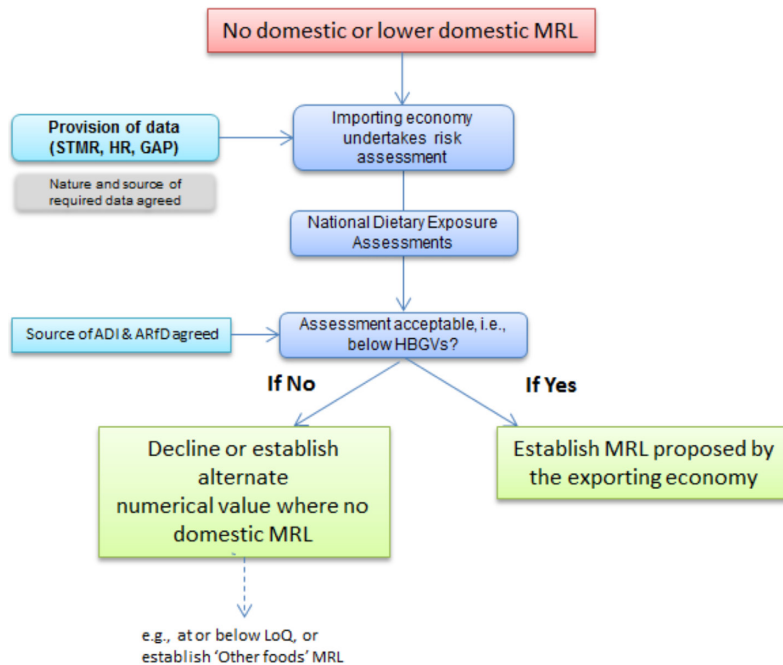 No domestic or lower domestic MRL
Provision of data
(STMR, HR, GAP)
Importing economy
undertakes risk
assessment
Nature and source of
required data agreed
National Dietary Exposure
Assessments
Source of ADI & ARfD agreed
Assessment acceptable, i.e.,
below HBGVs?
If No
If Yes
Decline or establish
alternate
numerical value where no
domestic MRL
Establish MRL proposed by
the exporting economy
e.g., at or below LoQ, or
establish 'Other foods' MRL